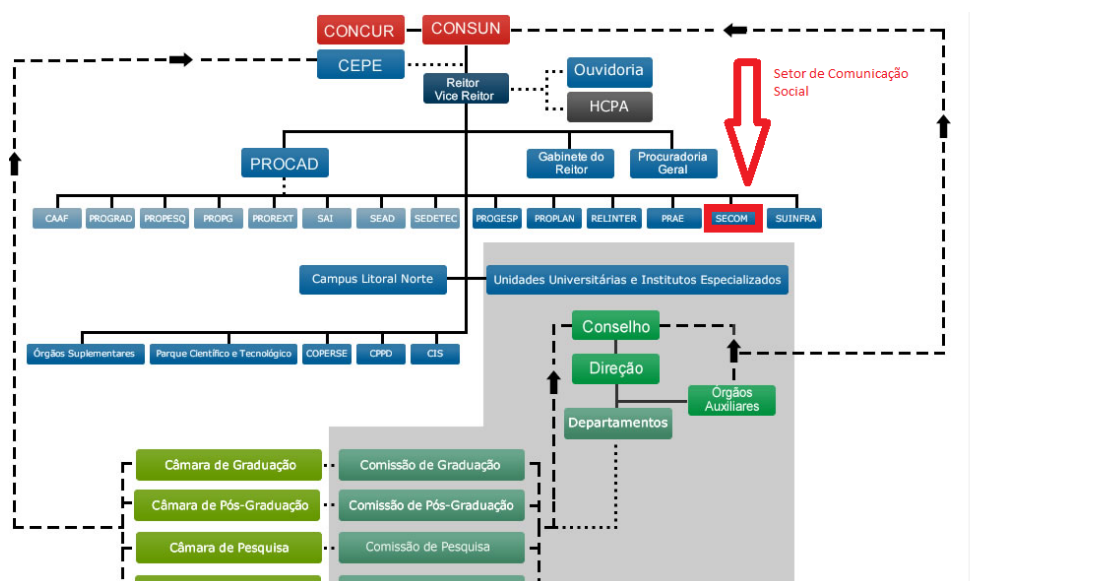 CONCUR
CONSUN
CEPE
Reitor
Vice Reitor
Ouvidoria
HCPA
Setor de Comunicação
Social
PROCAD
Gabinete do
Reitor
Procuradoria
Geral
CAAF
PROGRAD
PROPESQ
PROPG
PROREXT
SAI
SEAD
SEDETEC
PROGESP
PROPLAN
RELINTER
PRAE
SECOM
SUINFRA
Campus Litoral Norte
Unidades Universitárias e Institutos Especializados
Conselho
Órgãos Suplementares
Parque Científico e Tecnológico
COPERSE
CPPD
CIS
Direção
Órgãos
Auxiliares
Departamentos
Câmara de Graduação
Comissão de Graduação
Câmara de Pós-Graduação
Comissão de Pós-Graduação
Câmara de Pesquisa
Comissão de Pesquisa